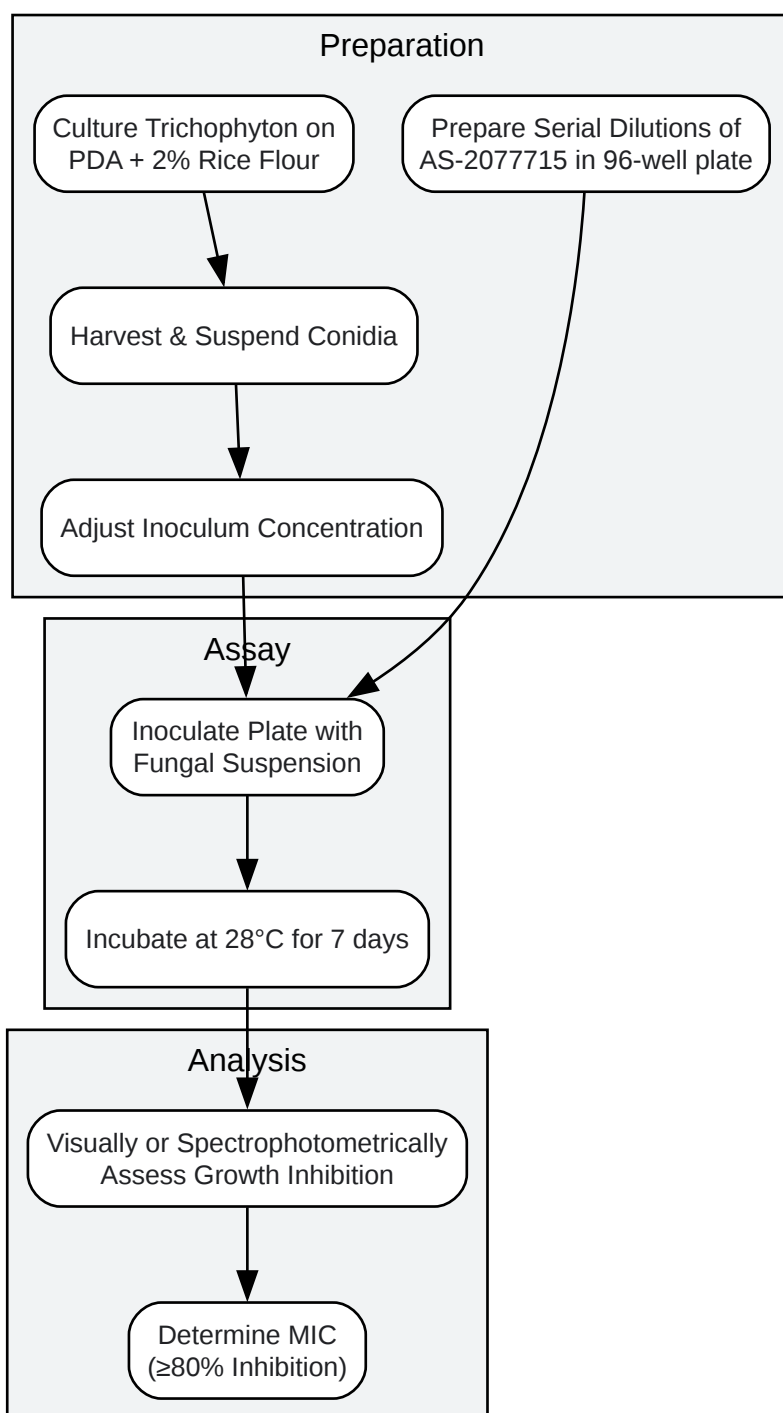 Preparation
Culture Trichophyton on
PDA + 2% Rice Flour
Prepare Serial Dilutions of
AS-2077715 in 96-well plate
Harvest & Suspend Conidia
Adjust Inoculum Concentration
Assay
Inoculate Plate with
Fungal Suspension
Incubate at 28°C for 7 days
Analysis
Visually or Spectrophotometrically
Assess Growth Inhibition
Determine MIC
(≥80% Inhibition)